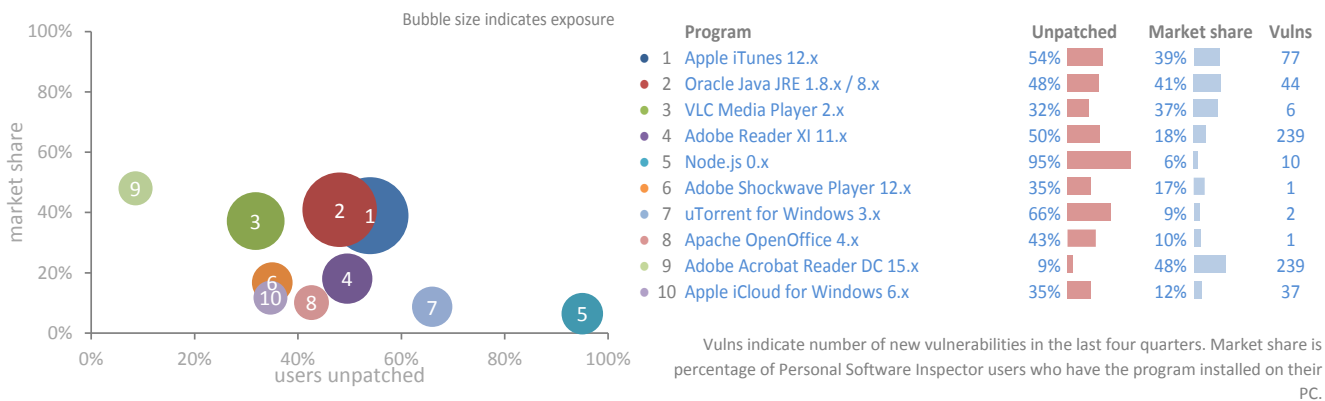 Bubble size indicates exposure
100%
80%
60%
40%
20%
0%
market share
0%
20%
40%
60%
80%
100%
users unpatched
9
3
2
1
6
10
8
4
7
5
Program Unpatched Market share Vulns
1 Apple iTunes 12.x 54% 39% 77
2 Oracle Java JRE 1.8.x / 8.x 48% 41% 44
3 VLC Media Player 2.x 32% 37% 6
4 Adobe Reader XI 11.x 50% 18% 239
5 Node.js 0.x 95% 6% 10
6 Adobe Shockwave Player 12.x 35% 17% 1
7 uTorrent for Windows 3.x 66% 9% 2
8 Apache OpenOffice 4.x 43% 10% 1
9 Adobe Acrobat Reader DC 15.x 9% 48% 239
10 Apple iCloud for Windows 6.x 35% 12% 37
Vulns indicate number of new vulnerabilities in the last four quarters. Market share is
percentage of Personal Software Inspector users who have the program installed on their
PC.